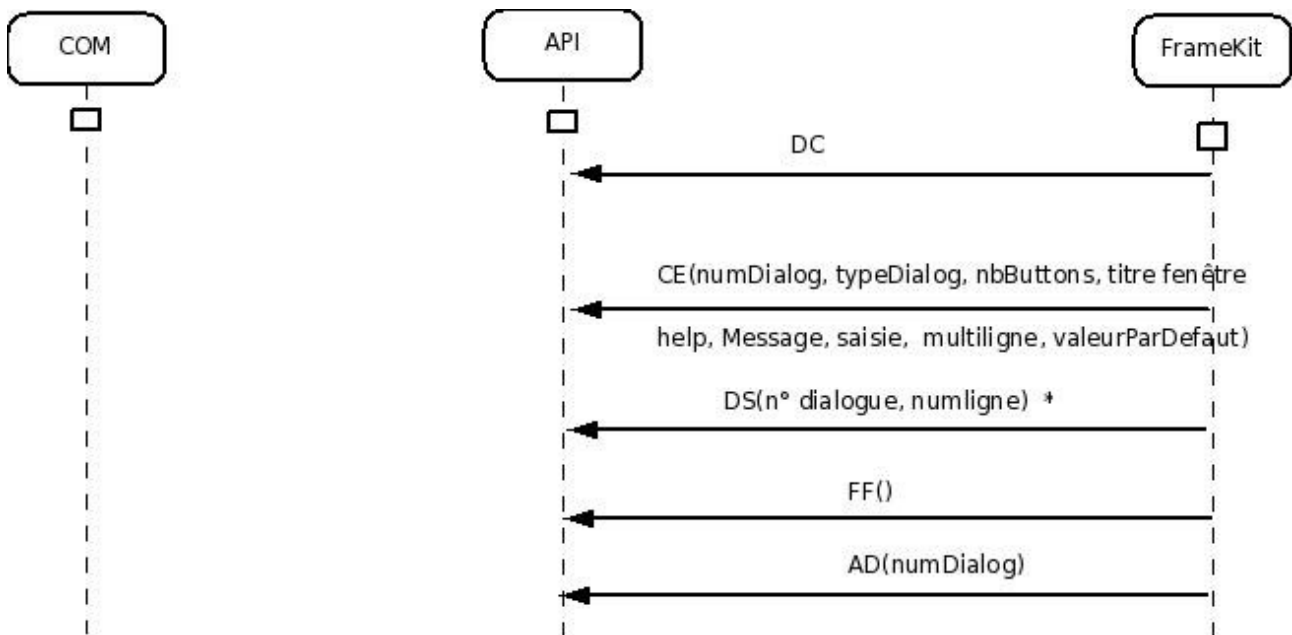 COM
API
FrameKit
DC
CE(numDialog, typeDialog, nbButtons, titre fenêtre
help, Message, saisie, multiligne, valeurParDefaut)
DS(n° dialogue, numligne) *
FF()
AD(numDialog)